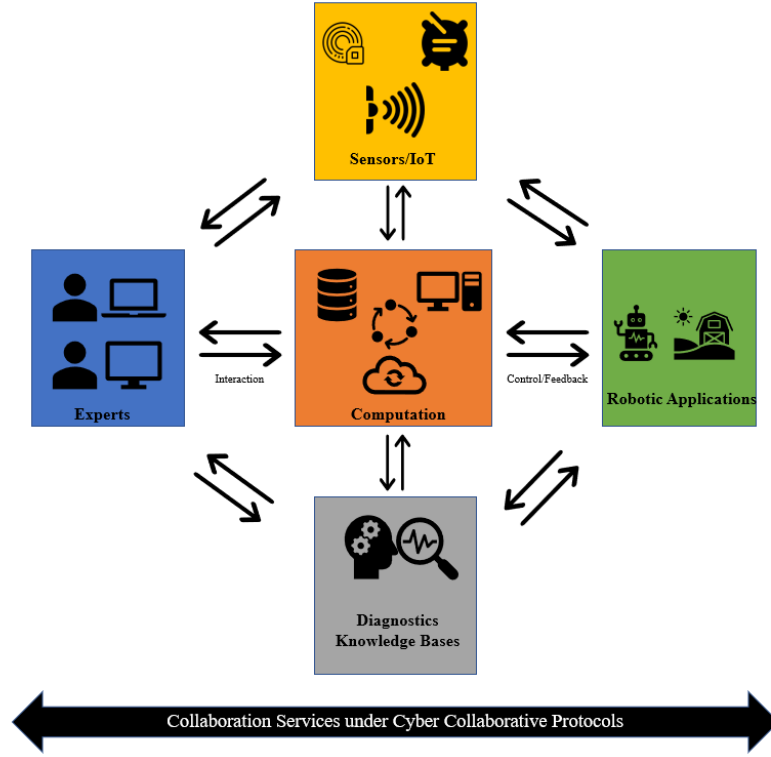 Sensors/IoT
Interaction
Control/Feedback
Experts
Computation
Robotic Applications
Diagnostics
Knowledge Bases
Collaboration Services under Cyber Collaborative Protocols